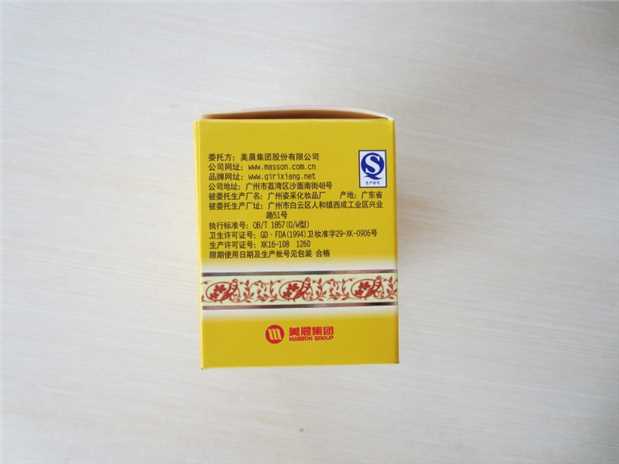 委托方：美晨集团股份有限公司
公司网址：www.masson.com.cn
品牌网址：www.qirixiang.net
公司地址：广州市荔湾区沙面南街48号
被委托生产厂名：广州姿采化妆品厂 产地：广东省
被委托生产厂址：广州市白云区人和镇西成工业区兴业
路51号
执行标准号：QB/T 1857(O/W型)
卫生许可证号：GD·FDA(1994)卫妆准字29-XK-0906号
生产许可证号：XK16-108 1260
限期使用日期及生产批号见包装 合格
生产许可
美晨集团
MASSON GROUP